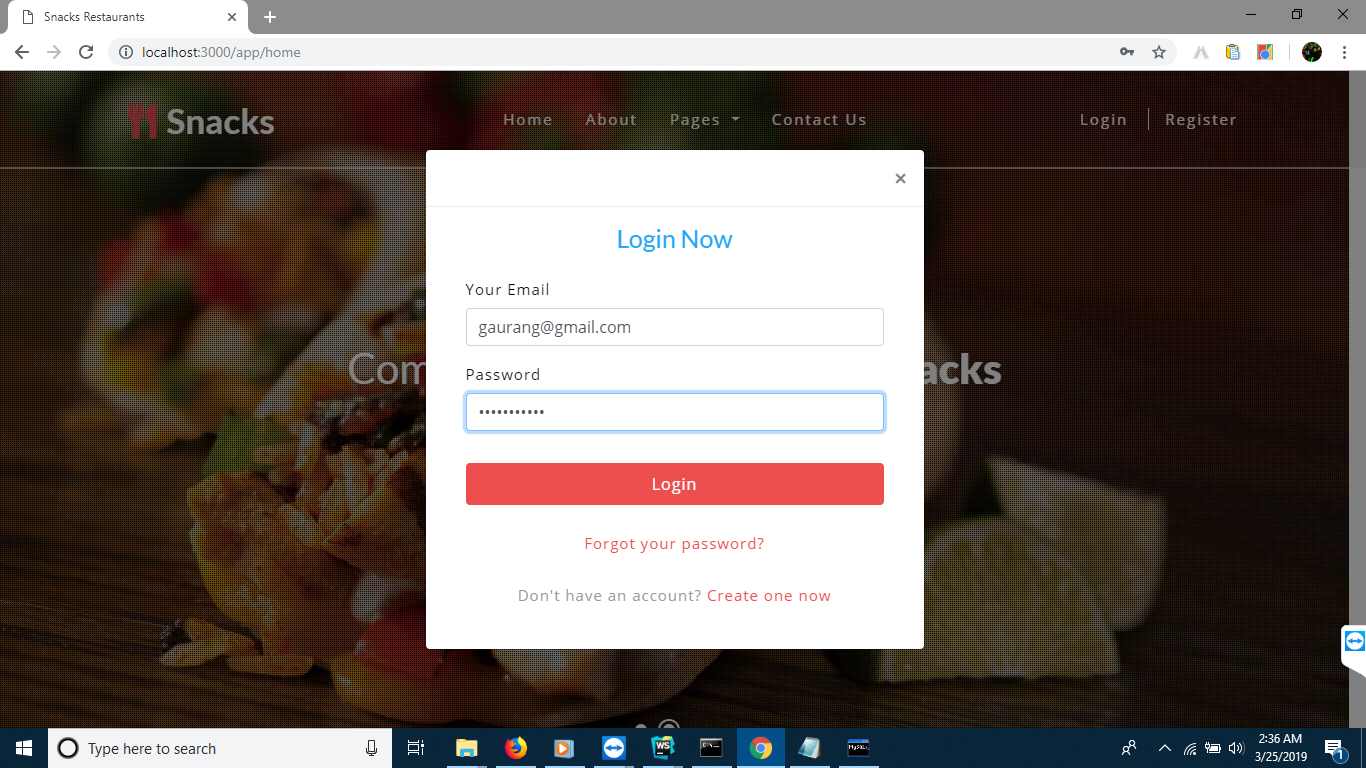 Snacks Restaurants
localhost:3000/app/home
Snacks
Home About Pages Contact Us Login Register
Login Now
Your Email
gaurang@gmail.com
Com acks
Password
•••••••••••
Login
Forgot your password?
Don't have an account? Create one now
WS
Type here to search
2:36 AM
3/25/2019
1